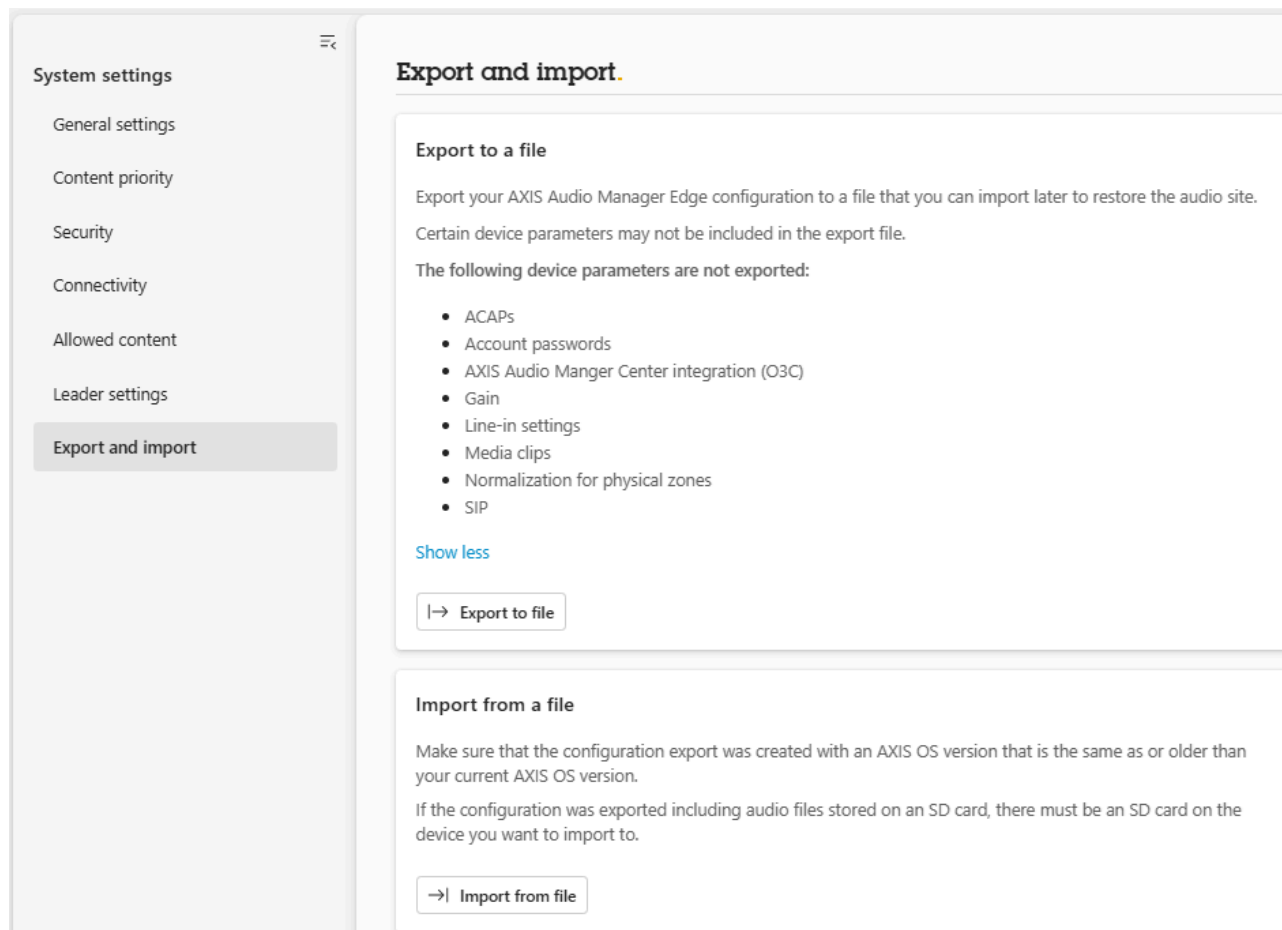 System settings
General settings
Content priority
Security
Connectivity
Allowed content
Leader settings
Export and import
Export and import.
Export to a file
Export your AXIS Audio Manager Edge configuration to a file that you can import later to restore the audio site.
Certain device parameters may not be included in the export file.
The following device parameters are not exported:
ACAPs
Account passwords
AXIS Audio Manger Center integration (O3C)
Gain
Line-in settings
Media clips
Normalization for physical zones
SIP
Show less
Export to file
Import from a file
Make sure that the configuration export was created with an AXIS OS version that is the same as or older than
your current AXIS OS version.
If the configuration was exported including audio files stored on an SD card, there must be an SD card on the
device you want to import to.
Import from file